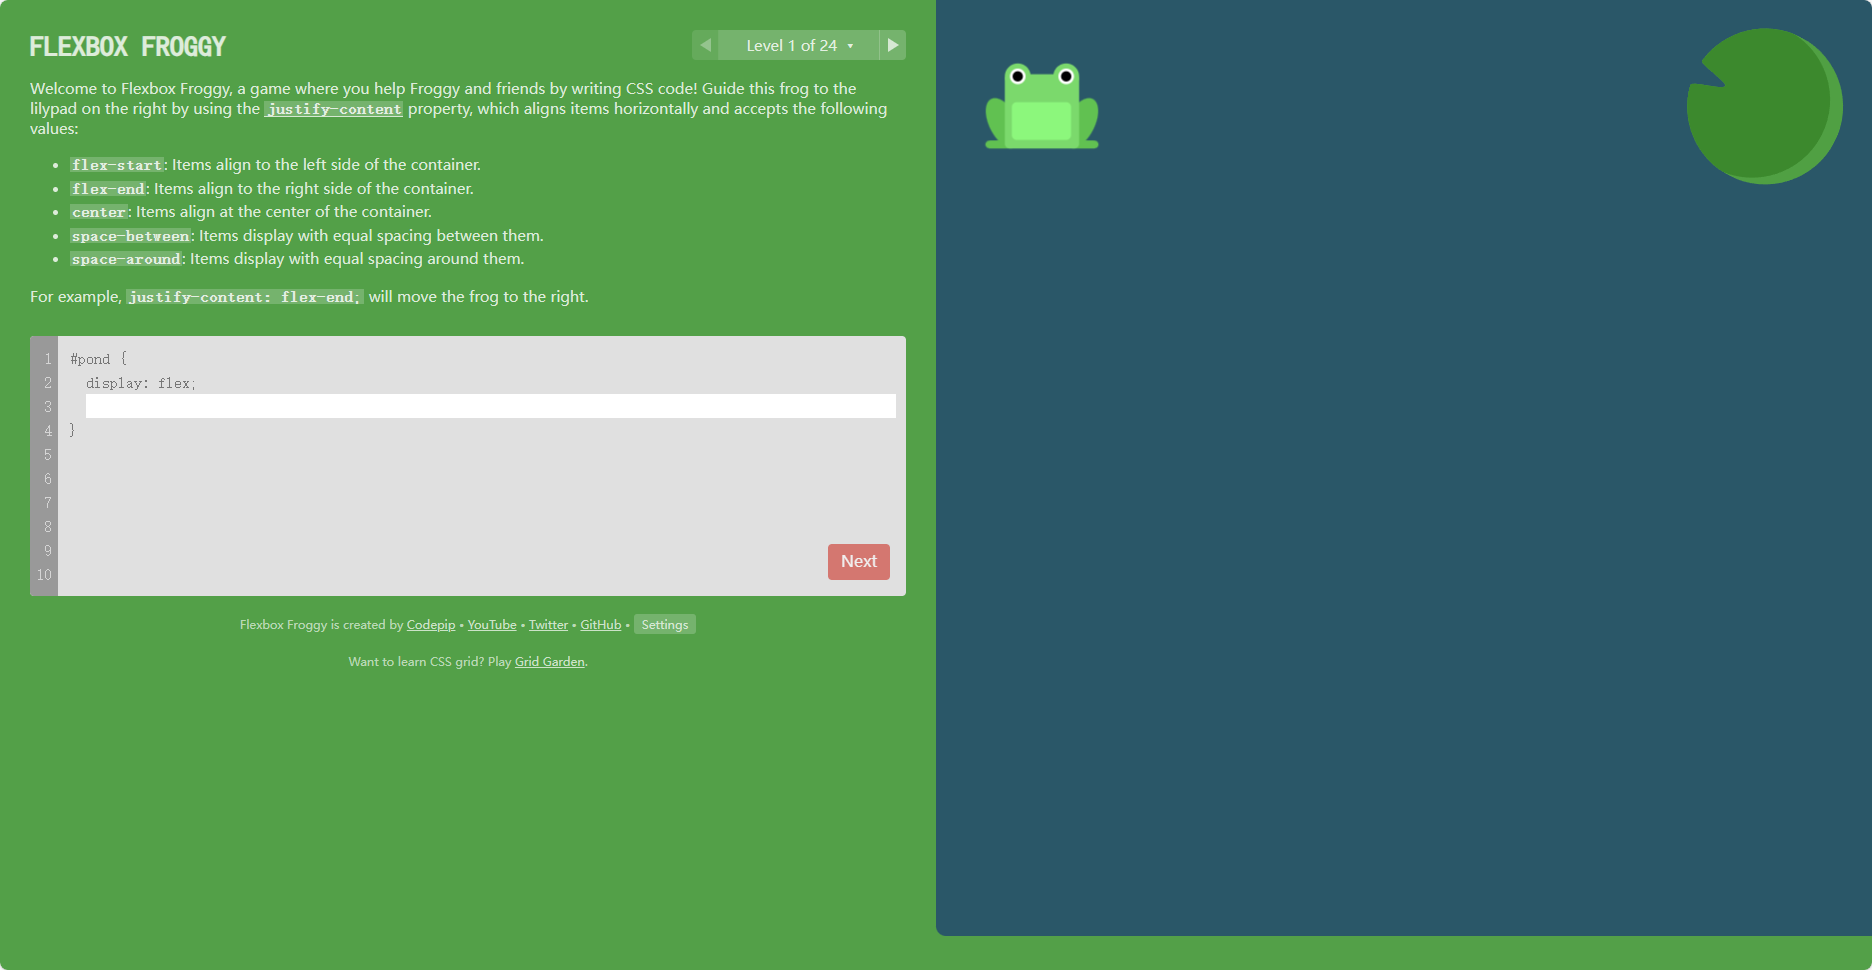 FLEXBOX FROGGY
Level 1 of 24 ▾
Welcome to Flexbox Froggy, a game where you help Froggy and friends by writing CSS code! Guide this frog to the
lilypad on the right by using the justify-content property, which aligns items horizontally and accepts the following
values:
• flex-start: Items align to the left side of the container.
• flex-end: Items align to the right side of the container.
• center: Items align at the center of the container.
• space-between: Items display with equal spacing between them.
• space-around: Items display with equal spacing around them.
For example, justify-content: flex-end; will move the frog to the right.
1 #pond {
2 display: flex;
3
4 }
5
6
7
8
9
10
Next
Flexbox Froggy is created by Codepip • YouTube • Twitter • GitHub • Settings
Want to learn CSS grid? Play Grid Garden.